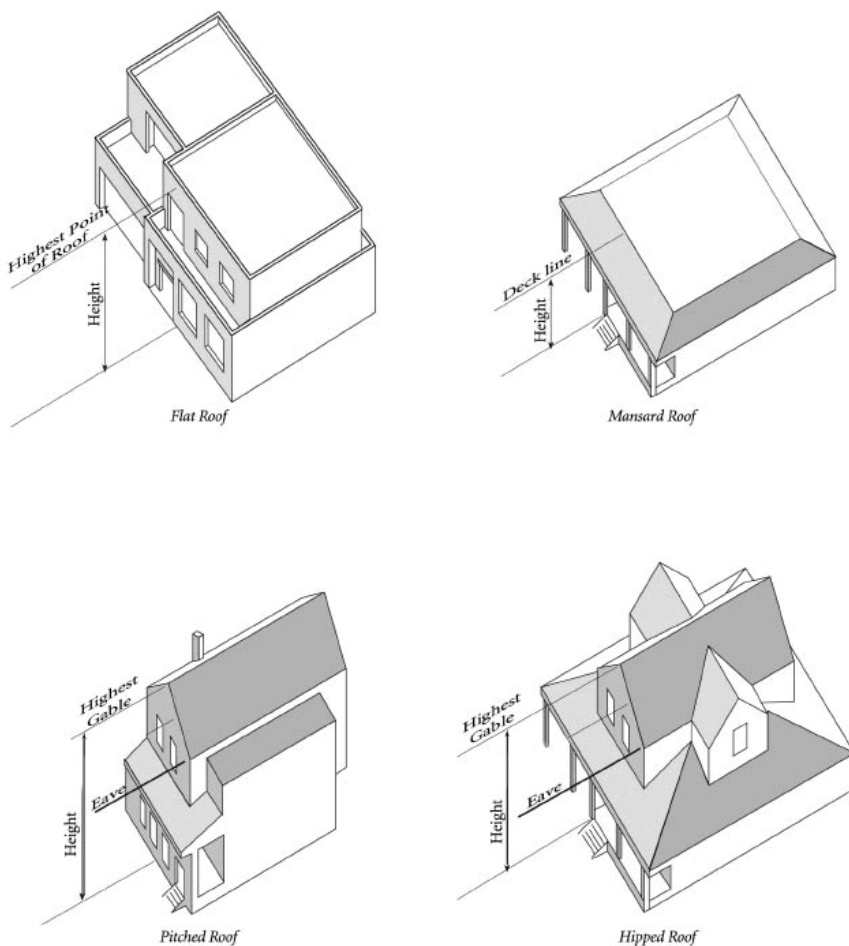 Highest Point
of Roof
Height
Flat Roof
Deck line
Height
Mansard Roof
Highest
Gable
Eave
Height
Pitched Roof
Highest
Gable
Eave
Height
Hipped Roof